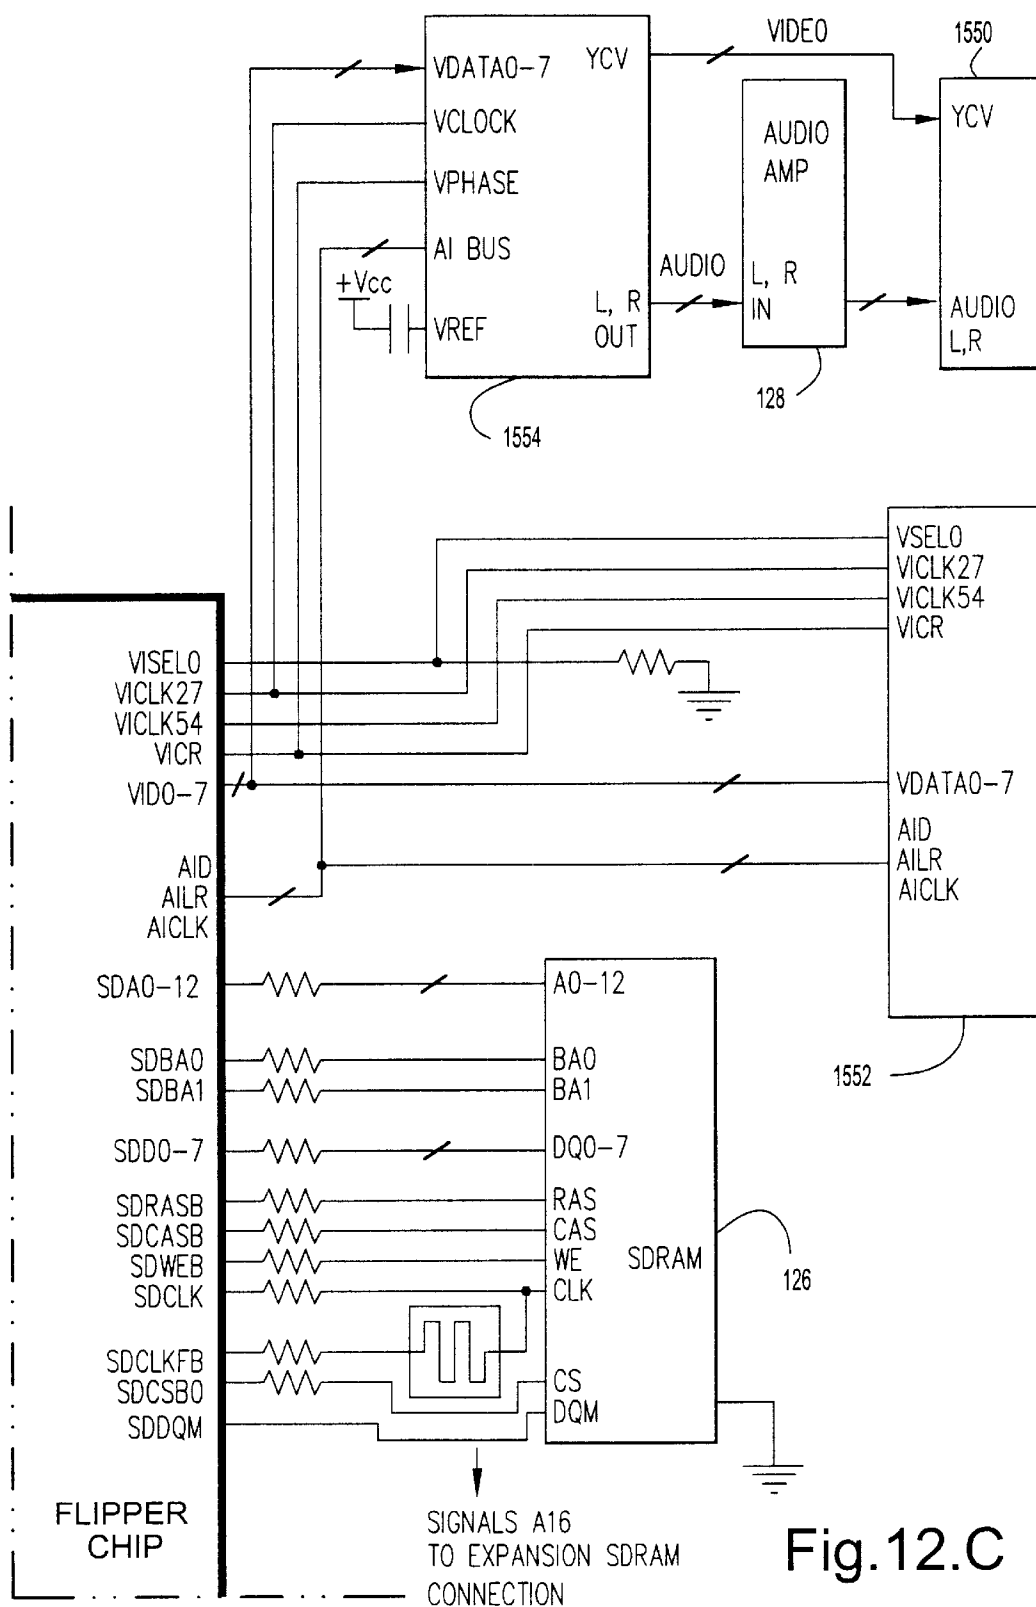 VIDEO
1550
VDATA0-7
YCV
VCLOCK
AUDIO
AMP
YCV
VPHASE
AI BUS
AUDIO
+Vcc
L, R
OUT
L, R
IN
AUDIO
L,R
VREF
128
1554
VSEL0
VICLK27
VICLK54
VICR
VISEL0
VICLK27
VICLK54
VICR
VID0-7
VDATA0-7
AID
AILR
AICLK
AID
AILR
AICLK
SDA0-12
A0-12
SDBA0
BA0
SDBA1
BA1
1552
SDD0-7
DQ0-7
SDRASB
RAS
SDCASB
CAS
SDWEB
WE
SDRAM
126
SDCLK
CLK
SDCLKFB
SDCSB0
CS
SDDQM
DQM
FLIPPER
CHIP
SIGNALS A16
TO EXPANSION SDRAM
CONNECTION
Fig.12.C